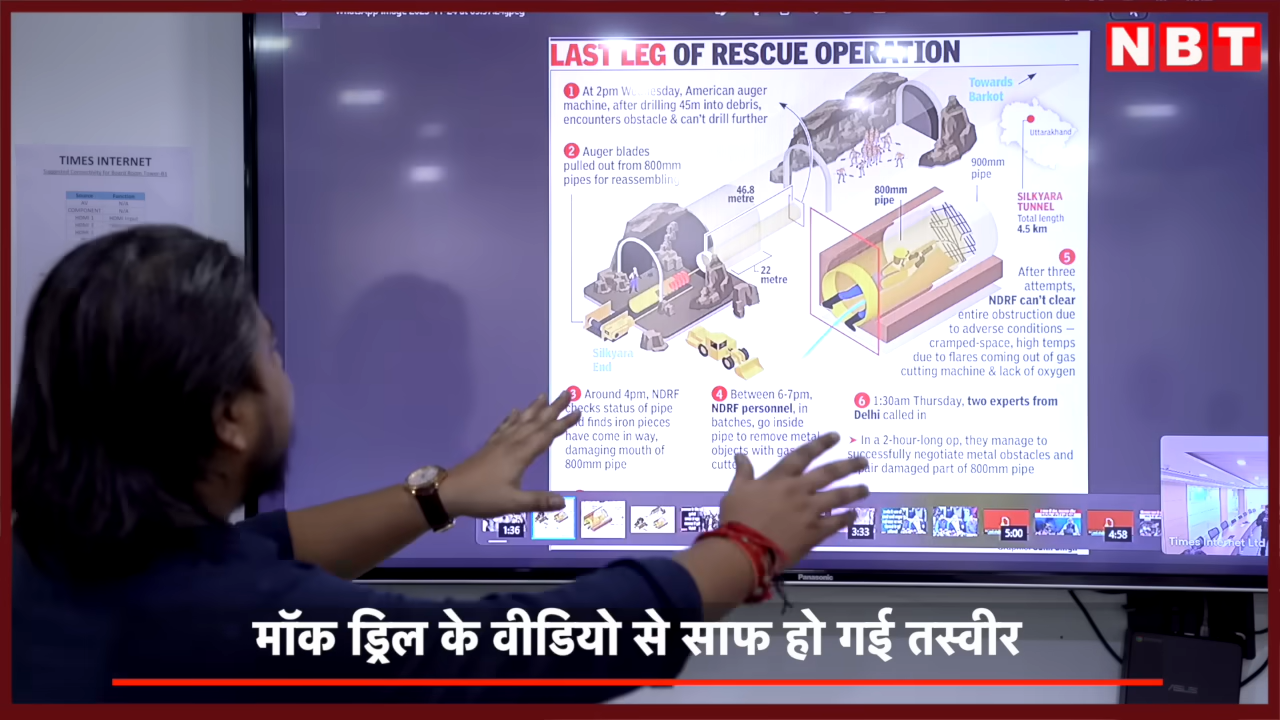 NBT
LAST LEG OF RESCUE OPERATION
1 At 2pm Wednesday, American auger
machine, after drilling 45m into debris,
encounters obstacle & can't drill further
2 Auger blades
pulled out from 800mm
pipes for reassembling
Towards
Barkot
Uttarakhand
900mm
pipe
800mm
pipe
46.8
metre
22
metre
SILKYARA
TUNNEL
Total length
4.5 km
Silkyara
End
5
After three
attempts,
NDRF can't clear
entire obstruction due
to adverse conditions —
cramped-space, high temps
due to flares coming out of gas
cutting machine & lack of oxygen
3 Around 4pm, NDRF
checks status of pipe
and finds iron pieces
have come in way,
damaging mouth of
800mm pipe
4 Between 6-7pm,
NDRF personnel, in
batches, go inside
pipe to remove metal
objects with gas
6 1:30am Thursday, two experts from
Delhi called in
➤ In a 2-hour-long op, they manage to
successfully negotiate metal obstacles and
repair damaged part of 800mm pipe
TIMES INTERNET
1:36
3:33
5:00
4:58
Times Internet Ltd
Panasonic
ASUS
मॉक ड्रिल के वीडियो से साफ हो गई तस्वीर